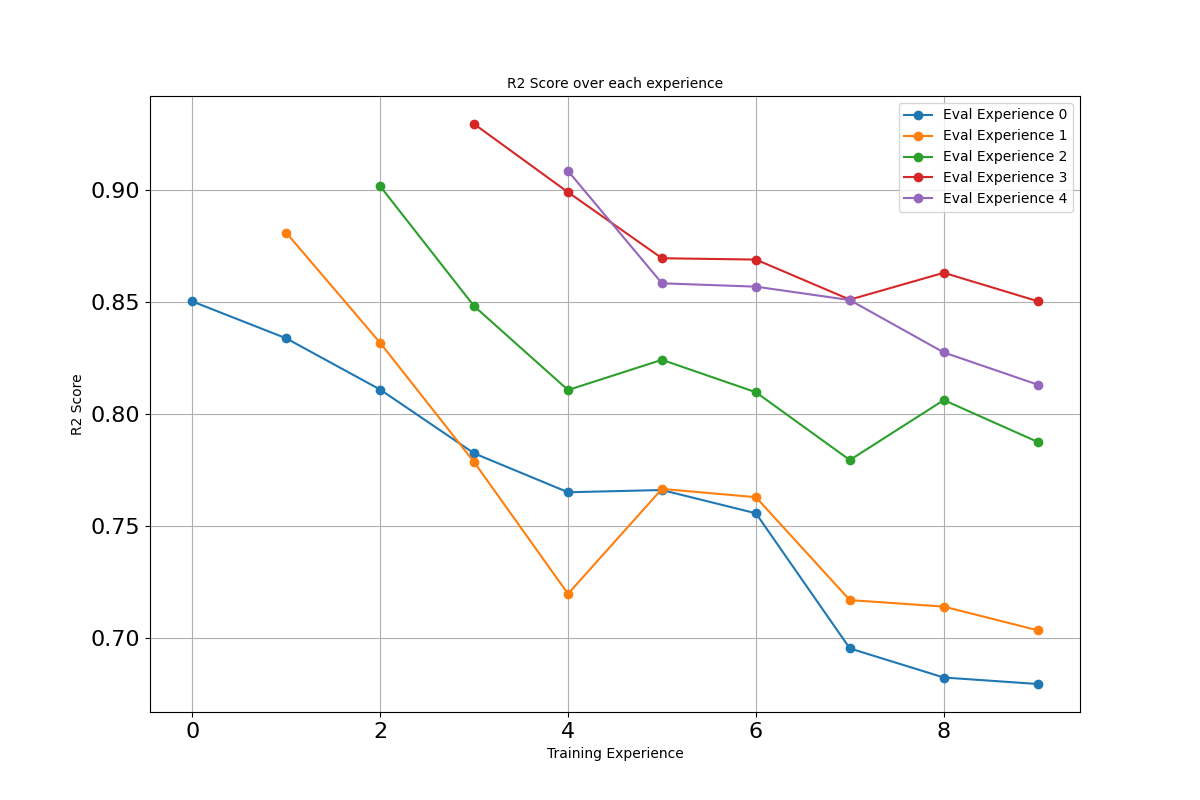 R2 Score over each experience
Eval Experience 0
Eval Experience 1
Eval Experience 2
Eval Experience 3
Eval Experience 4
0.90
0.85
0.80
0.75
0.70
R2 Score
0 2 4 6 8
Training Experience